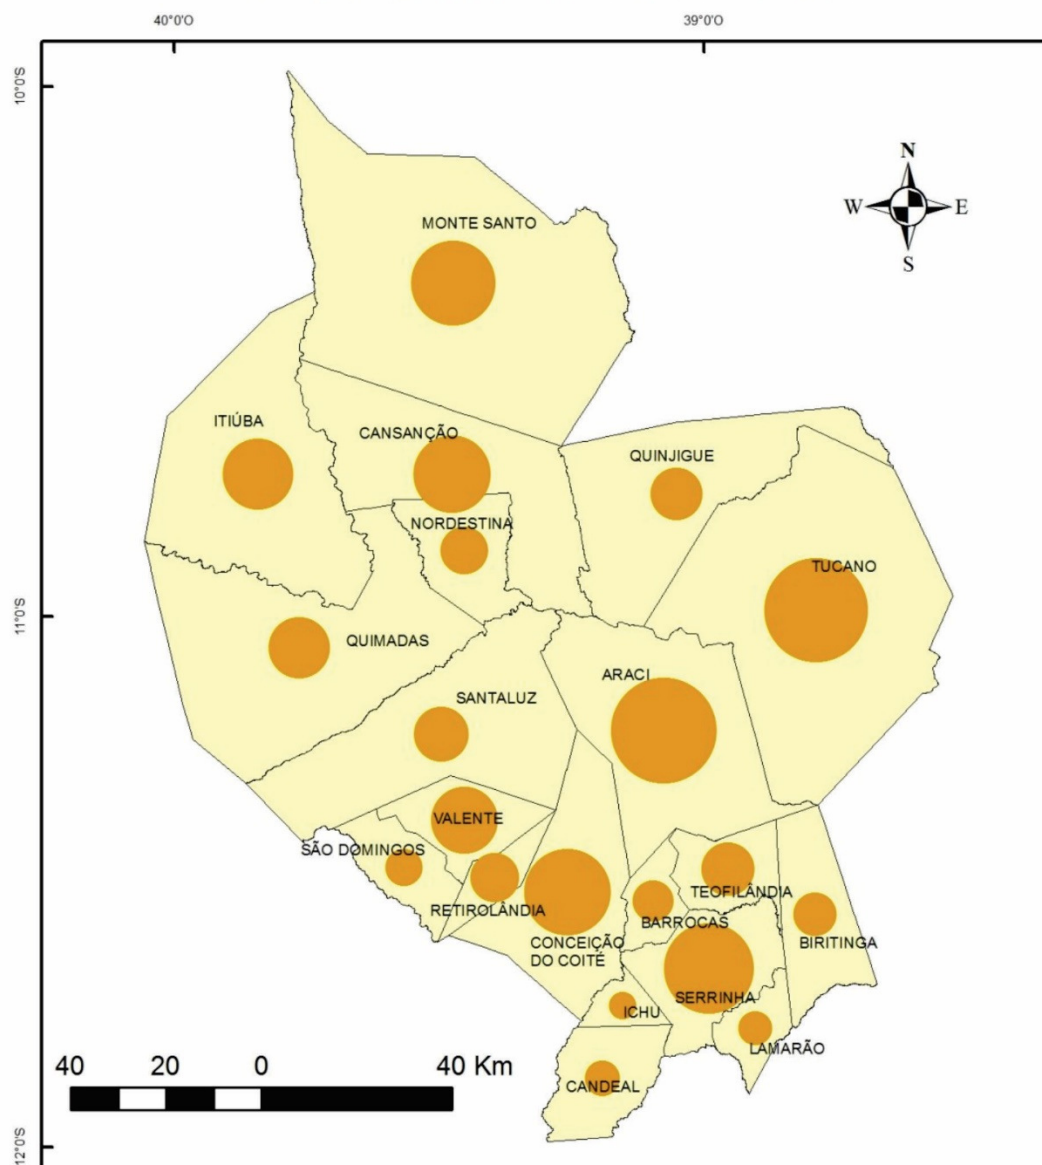 40°0'O
39°0'O
10°0'S
N
W
E
S
MONTE SANTO
ITIÚBA
CANSANÇÃO
QUINJIGUE
NORDESTINA
TUCANO
11°0'S
QUIMADAS
ARACI
SANTALUZ
VALENTE
SÃO DOMINGOS
TEOFILÂNDIA
RETIROLÂNDIA
BARROCAS
CONCEIÇÃO
DO COITÉ
BIRITINGA
SERRINHA
ICHU
LAMARÃO
40 20 0 40 Km
CANDEAL
12°0'S